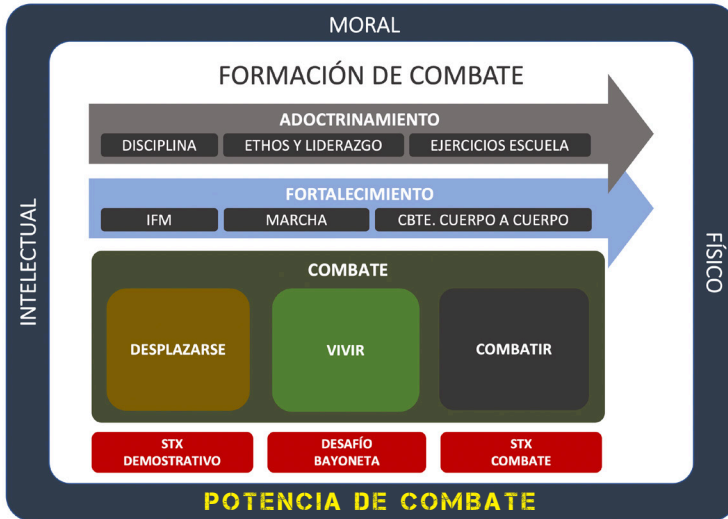 MORAL
FORMACIÓN DE COMBATE
ADOCTRINAMIENTO
DISCIPLINA
ETHOS Y LIDERAZGO
EJERCICIOS ESCUELA
FORTALECIMIENTO
IFM
MARCHA
CBTE. CUERPO A CUERPO
INTELECTUAL
FÍSICO
COMBATE
DESPLAZARSE
VIVIR
COMBATIR
STX
DEMOSTRATIVO
DESAFÍO
BAYONETA
STX
COMBATE
POTENCIA DE COMBATE